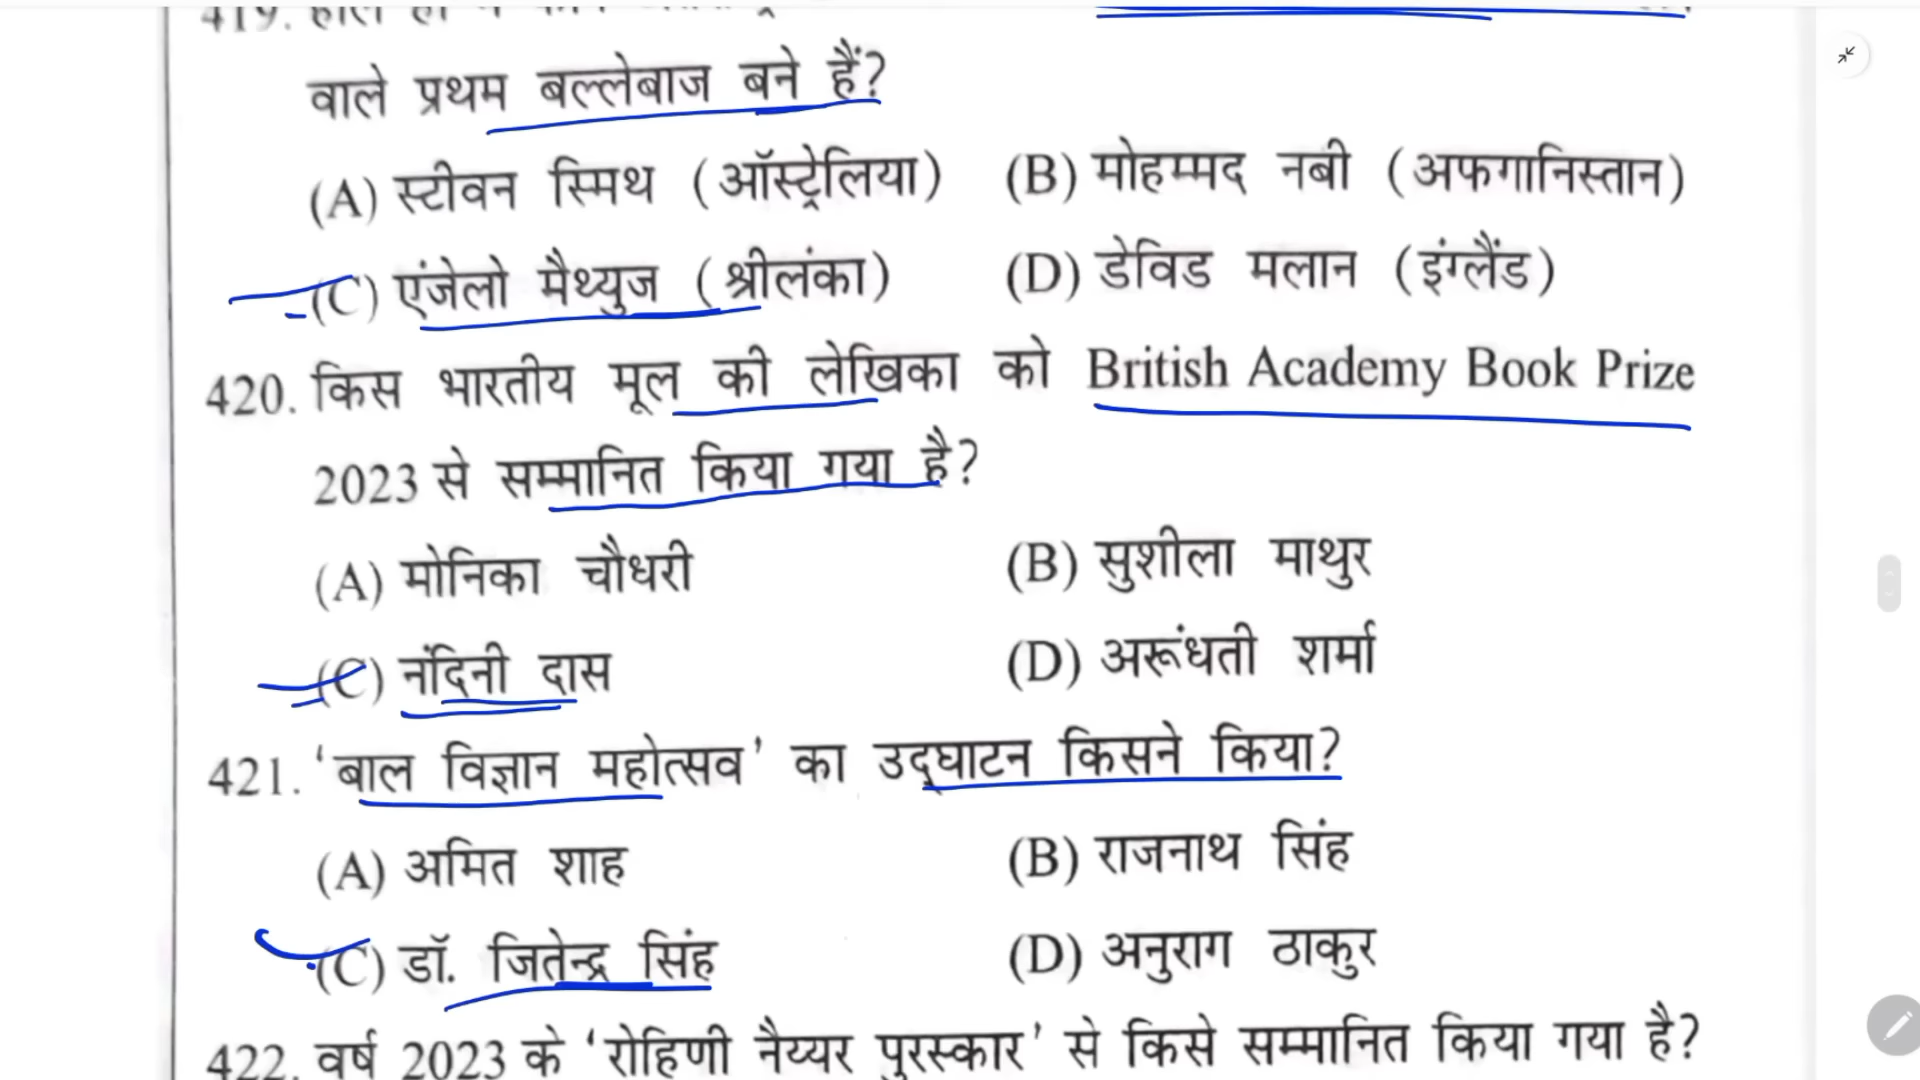 419. हाल ही में
वाले प्रथम बल्लेबाज बने हैं?
(A) स्टीवन स्मिथ (ऑस्ट्रेलिया) (B) मोहम्मद नबी (अफगानिस्तान)
(C) एंजेलो मैथ्युज (श्रीलंका) (D) डेविड मलान (इंग्लैंड)
420. किस भारतीय मूल की लेखिका को British Academy Book Prize
2023 से सम्मानित किया गया है?
(A) मोनिका चौधरी (B) सुशीला माथुर
(C) नंदिनी दास (D) अरूंधती शर्मा
421. 'बाल विज्ञान महोत्सव' का उद्घाटन किसने किया?
(A) अमित शाह (B) राजनाथ सिंह
(C) डॉ. जितेन्द्र सिंह (D) अनुराग ठाकुर
422. वर्ष 2023 के 'रोहिणी नैय्यर पुरस्कार' से किसे सम्मानित किया गया है?